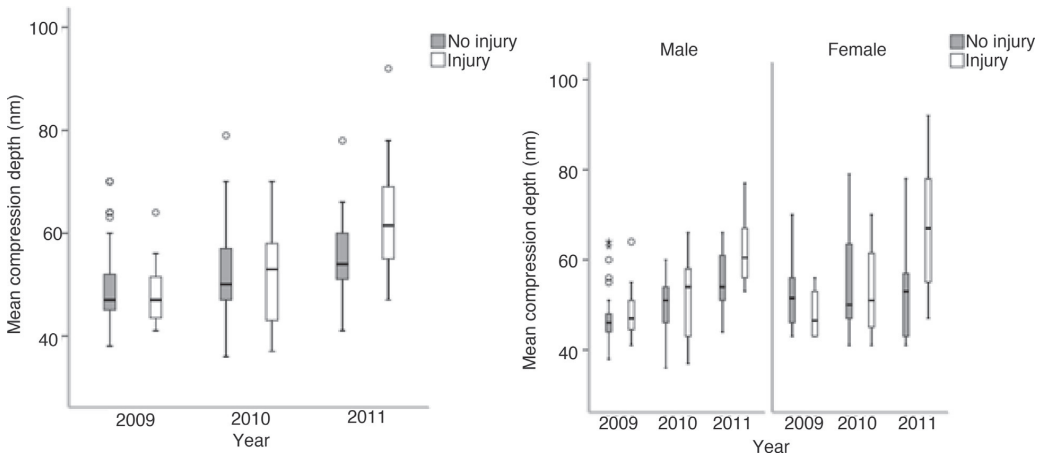 100
80
60
40
Mean compression depth (nm)
2009
2010
2011
Year
No injury
Injury
Male
Female
No injury
Injury
100
80
60
40
Mean compression depth (nm)
2009
2010
2011
2009
2010
2011
Year